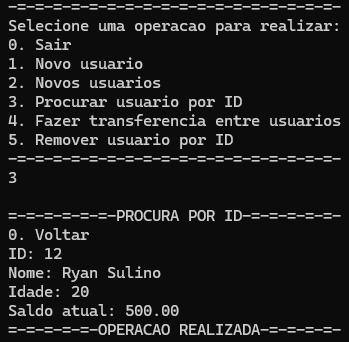 -=-=-=-=-=-=-=-=-=-=-=-=-=-=-=-=-=-=-
Selecione uma operacao para realizar:
0. Sair
1. Novo usuario
2. Novos usuarios
3. Procurar usuario por ID
4. Fazer transferencia entre usuarios
5. Remover usuario por ID
-=-=-=-=-=-=-=-=-=-=-=-=-=-=-=-=-=-=-
3
=-=-=-=-=-=-PROCURA POR ID-=-=-=-=-=-
0. Voltar
ID: 12
Nome: Ryan Sulino
Idade: 20
Saldo atual: 500.00
=-=-=-=-=-OPERACAO REALIZADA-=-=-=-=-